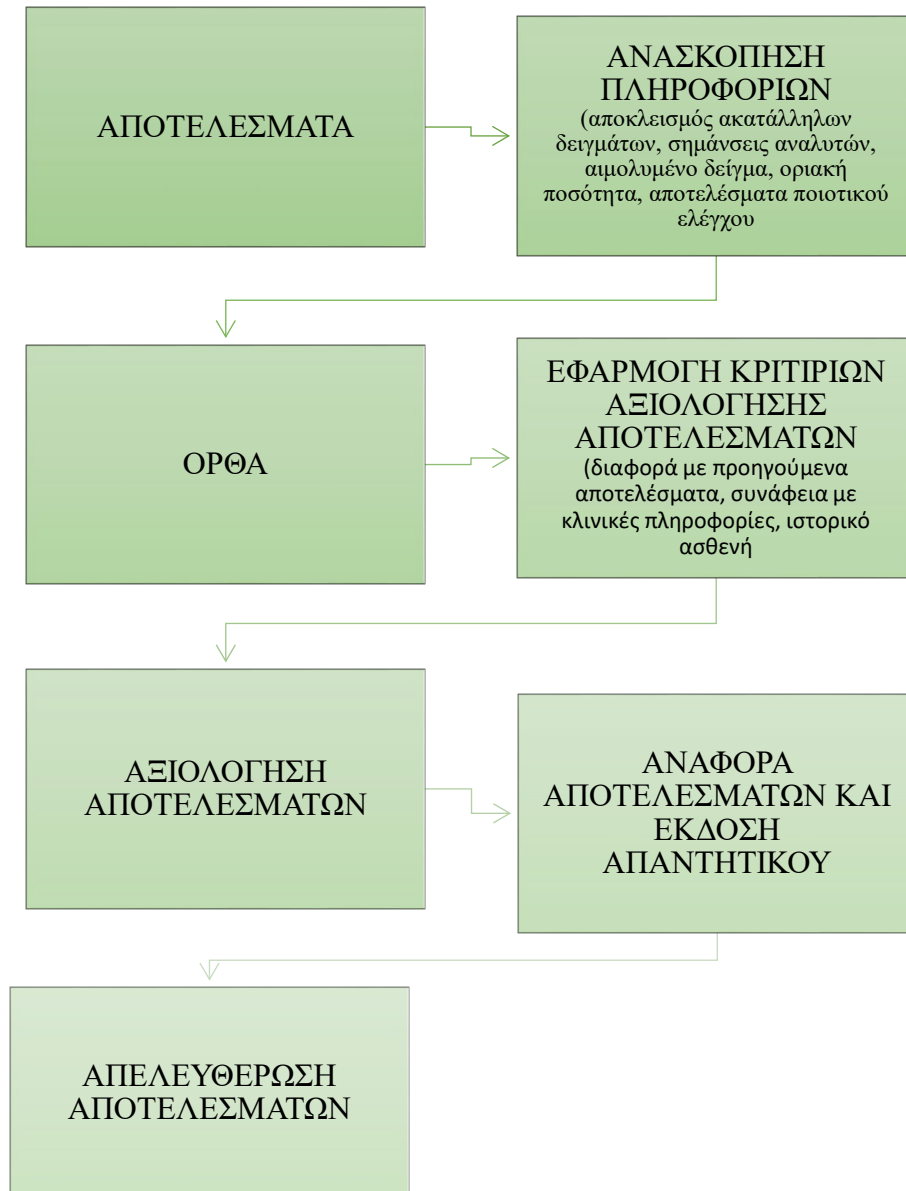 ΑΠΟΤΕΛΕΣΜΑΤΑ
ΑΝΑΣΚΟΠΗΣΗ
ΠΛΗΡΟΦΟΡΙΩΝ
(αποκλεισμός ακατάλληλων
δειγμάτων, σημάνσεις αναλυτών,
αιμολυμένο δείγμα, οριακή
ποσότητα, αποτελέσματα ποιοτικού
ελέγχου
ΟΡΘΑ
ΕΦΑΡΜΟΓΗ ΚΡΙΤΙΡΙΩΝ
ΑΞΙΟΛΟΓΗΣΗΣ
ΑΠΟΤΕΛΕΣΜΑΤΩΝ
(διαφορά με προηγούμενα
αποτελέσματα, συνάφεια με
κλινικές πληροφορίες, ιστορικό
ασθενή
ΑΞΙΟΛΟΓΗΣΗ
ΑΠΟΤΕΛΕΣΜΑΤΩΝ
ΑΝΑΦΟΡΑ
ΑΠΟΤΕΛΕΣΜΑΤΩΝ ΚΑΙ
ΕΚΔΟΣΗ
ΑΠΑΝΤΗΤΙΚΟΥ
ΑΠΕΛΕΥΘΕΡΩΣΗ
ΑΠΟΤΕΛΕΣΜΑΤΩΝ